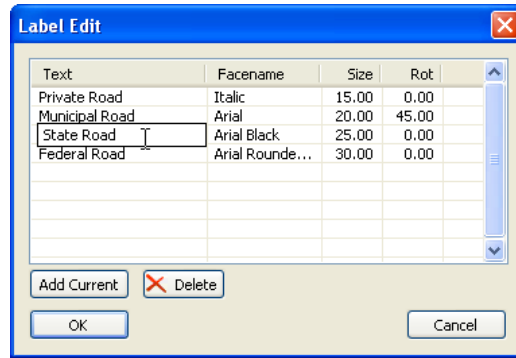 Label Edit
Text Facename Size Rot
Private Road Italic 15.00 0.00
Municipal Road Arial 20.00 45.00
State Road Arial Black 25.00 0.00
Federal Road Arial Rounde... 30.00 0.00
Add Current Delete
OK Cancel